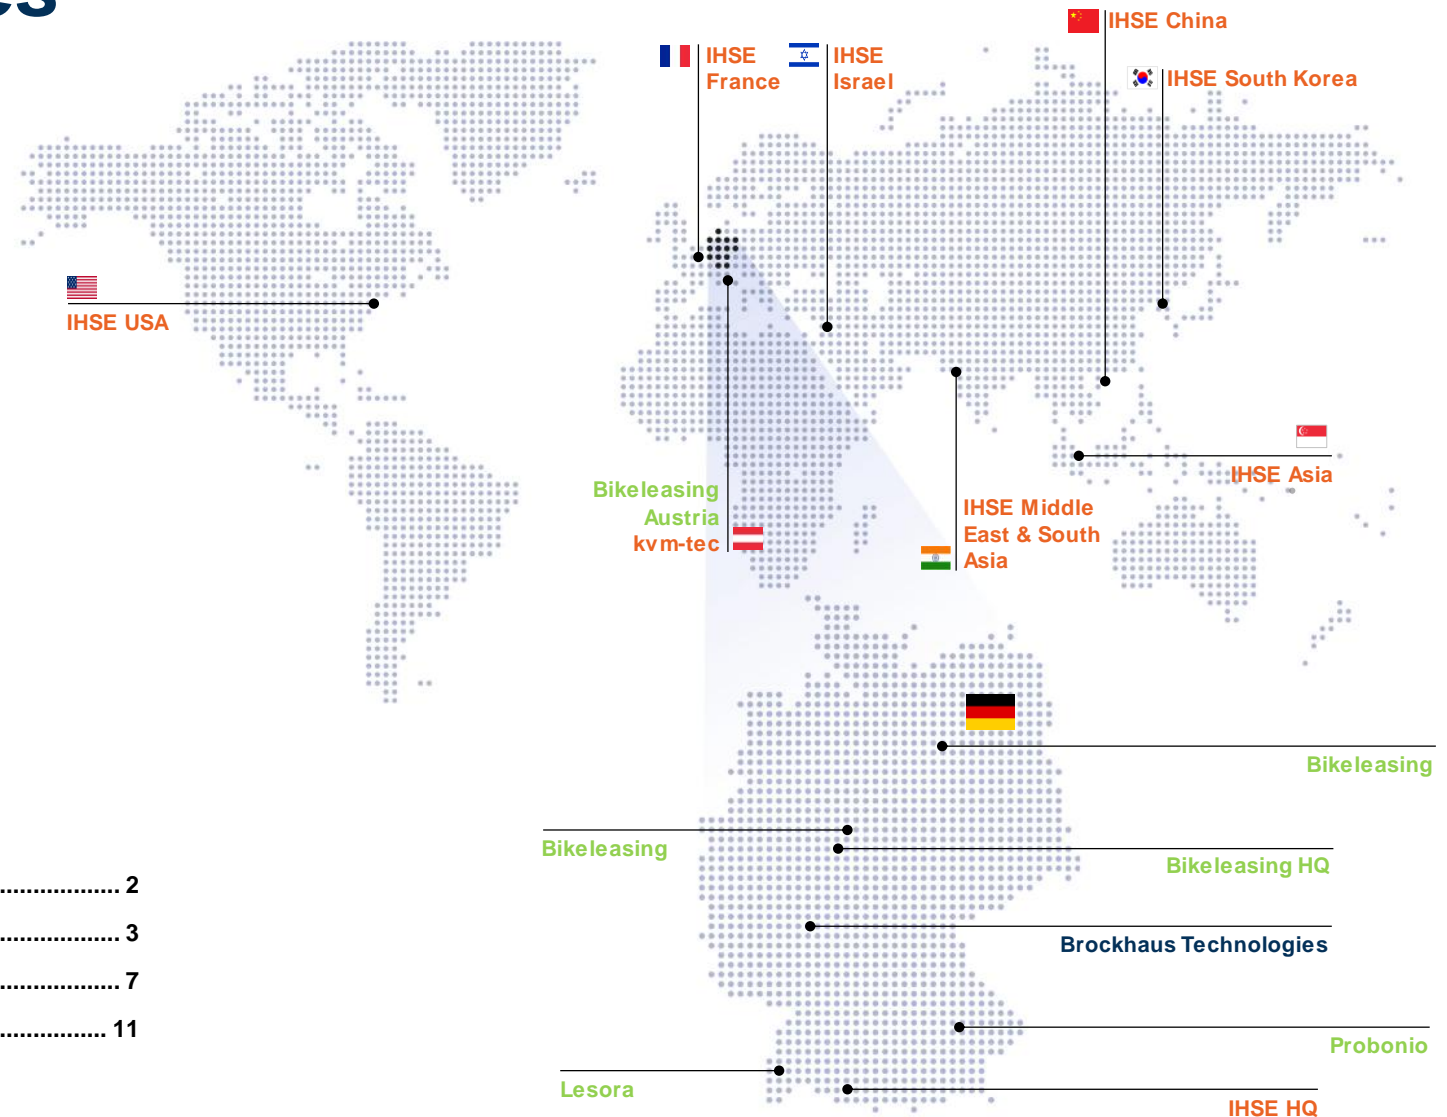 es
IHSE China
IHSE
France
IHSE
Israel
IHSE South Korea
IHSE USA
IHSE Asia
Bikeleasing
Austria
kvm-tec
IHSE Middle
East & South
Asia
Bikeleasing
Bikeleasing
Bikeleasing HQ
.................. 2
.................. 3
Brockhaus Technologies
.................. 7
................ 11
Probonio
Lesora
IHSE HQ